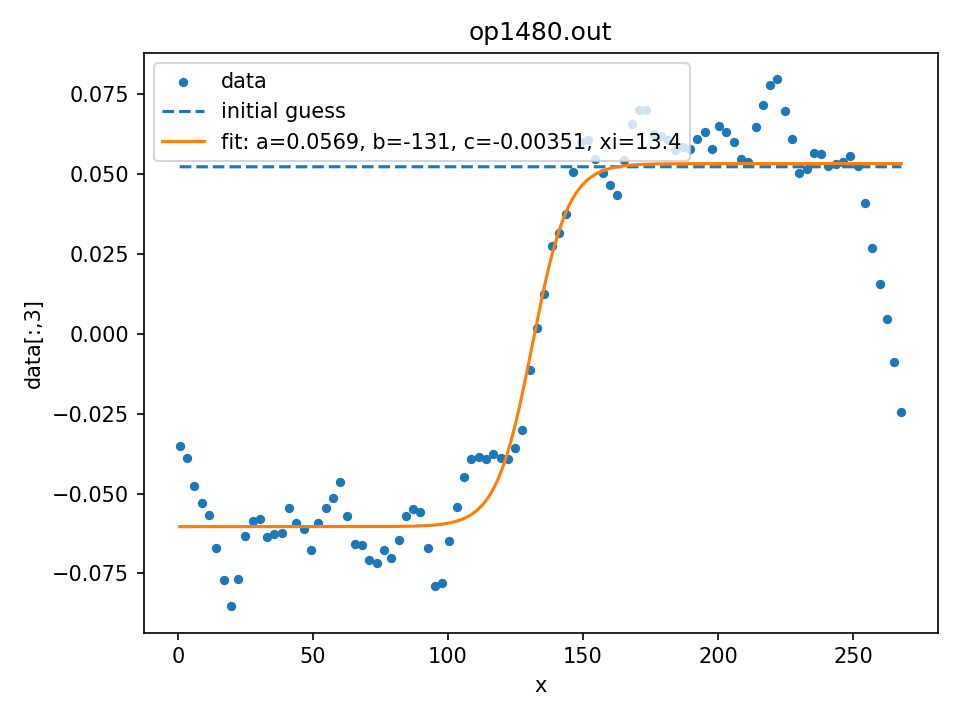 op1480.out
data
initial guess
fit: a=0.0569, b=-131, c=-0.00351, xi=13.4
0.075
0.050
0.025
0.000
−0.025
−0.050
−0.075
data[:,3]
0 50 100 150 200 250
x